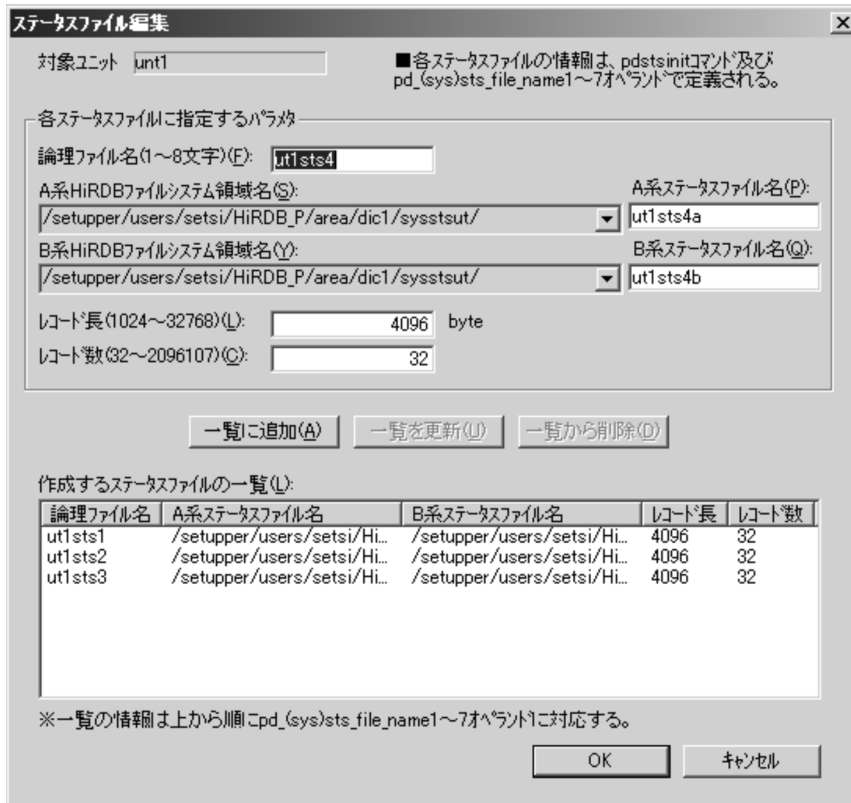 ステータスファイル編集
対象ユニット unt1
■各ステータスファイルの情報は、pdstsinitコマンド及び
pd_(sys)sts_file_name1～7オペランドで定義される。
各ステータスファイルに指定するパラメタ
論理ファイル名(1～8文字)(F): ut1sts4
A系HiRDBファイルシステム領域名(S): A系ステータスファイル名(P):
/setupper/users/setsi/HiRDB_P/area/dic1/sysstsut/ ut1sts4a
B系HiRDBファイルシステム領域名(Y): B系ステータスファイル名(Q):
/setupper/users/setsi/HiRDB_P/area/dic1/sysstsut/ ut1sts4b
レコード長(1024～32768)(L): 4096 byte
レコード数(32～2096107)(C): 32
一覧に追加(A) 一覧を更新(U) 一覧から削除(D)
作成するステータスファイルの一覧(L):
論理ファイル名 A系ステータスファイル名 B系ステータスファイル名 レコード長 レコード数
ut1sts1 /setupper/users/setsi/Hi... /setupper/users/setsi/Hi... 4096 32
ut1sts2 /setupper/users/setsi/Hi... /setupper/users/setsi/Hi... 4096 32
ut1sts3 /setupper/users/setsi/Hi... /setupper/users/setsi/Hi... 4096 32
※一覧の情報は上から順にpd_(sys)sts_file_name1～7オペランドに対応する。
OK キャンセル